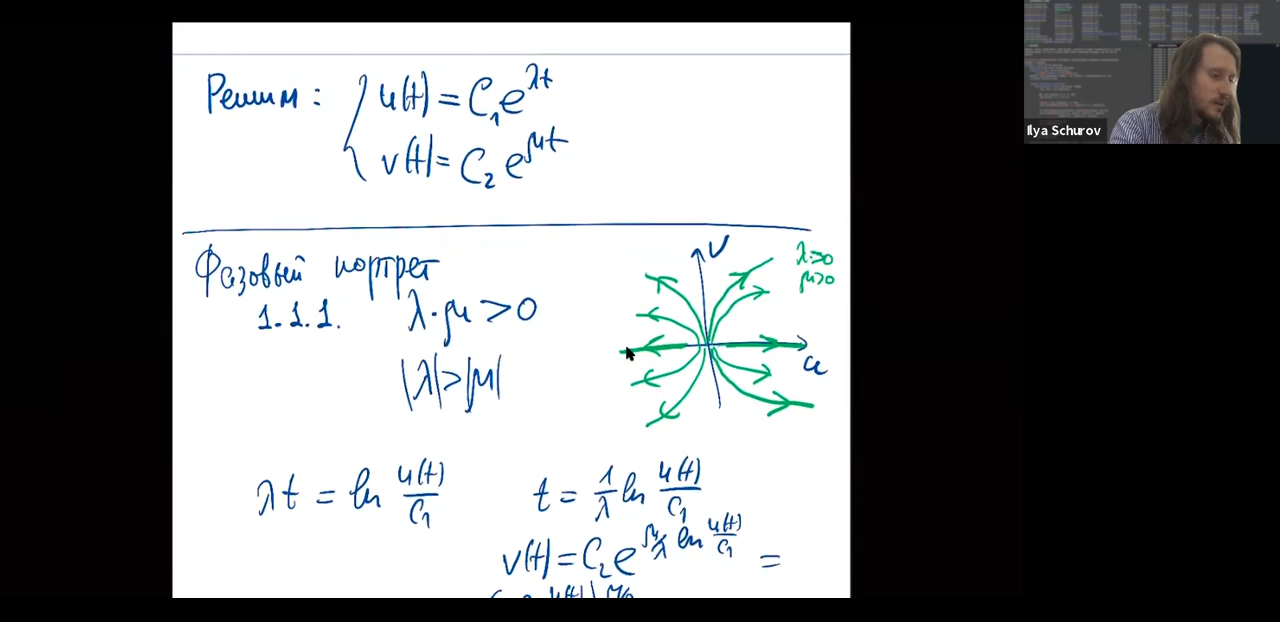 Решим: { u(t) = C₁e^{λt}
v(t) = C₂e^{μt}
Фазовый портрет
1.1.1. λ·μ > 0
|λ| > |μ|
V
λ>0
μ>0
u
λt = ln u(t)/C₁ t = 1/λ ln u(t)/C₁
v(t) = C₂e^{μ/λ ln u(t)/C₁} =
Ilya Schurov